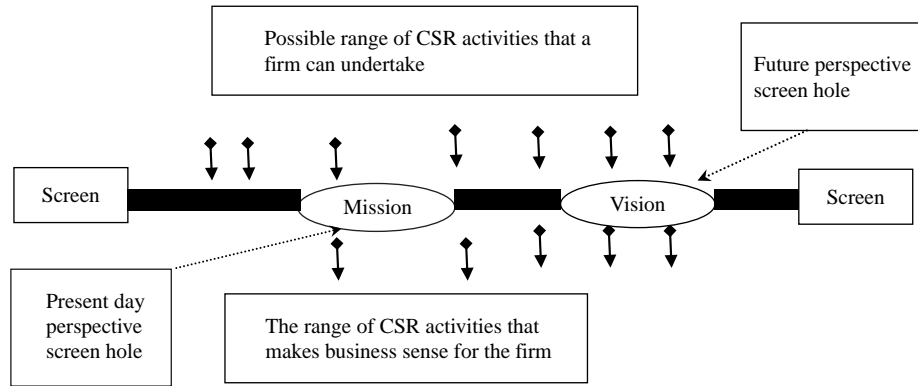 Possible range of CSR activities that a
firm can undertake
Future perspective
screen hole
Screen
Mission
Vision
Screen
Present day
perspective
screen hole
The range of CSR activities that
makes business sense for the firm